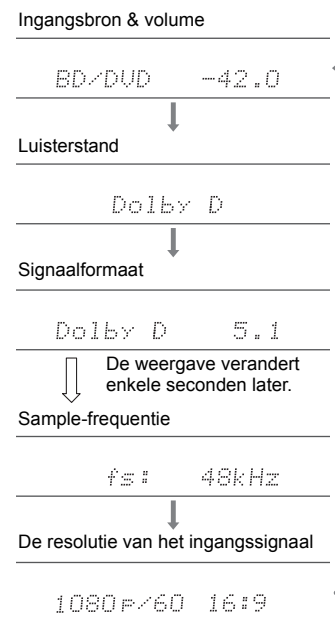 Ingangsbron & volume
BD/DVD -42.0
Luisterstand
Dolby D
Signaalformaat
Dolby D 5.1
De weergave verandert
enkele seconden later.
Sample-frequentie
fs: 48kHz
De resolutie van het ingangssignaal
1080p/60 16:9